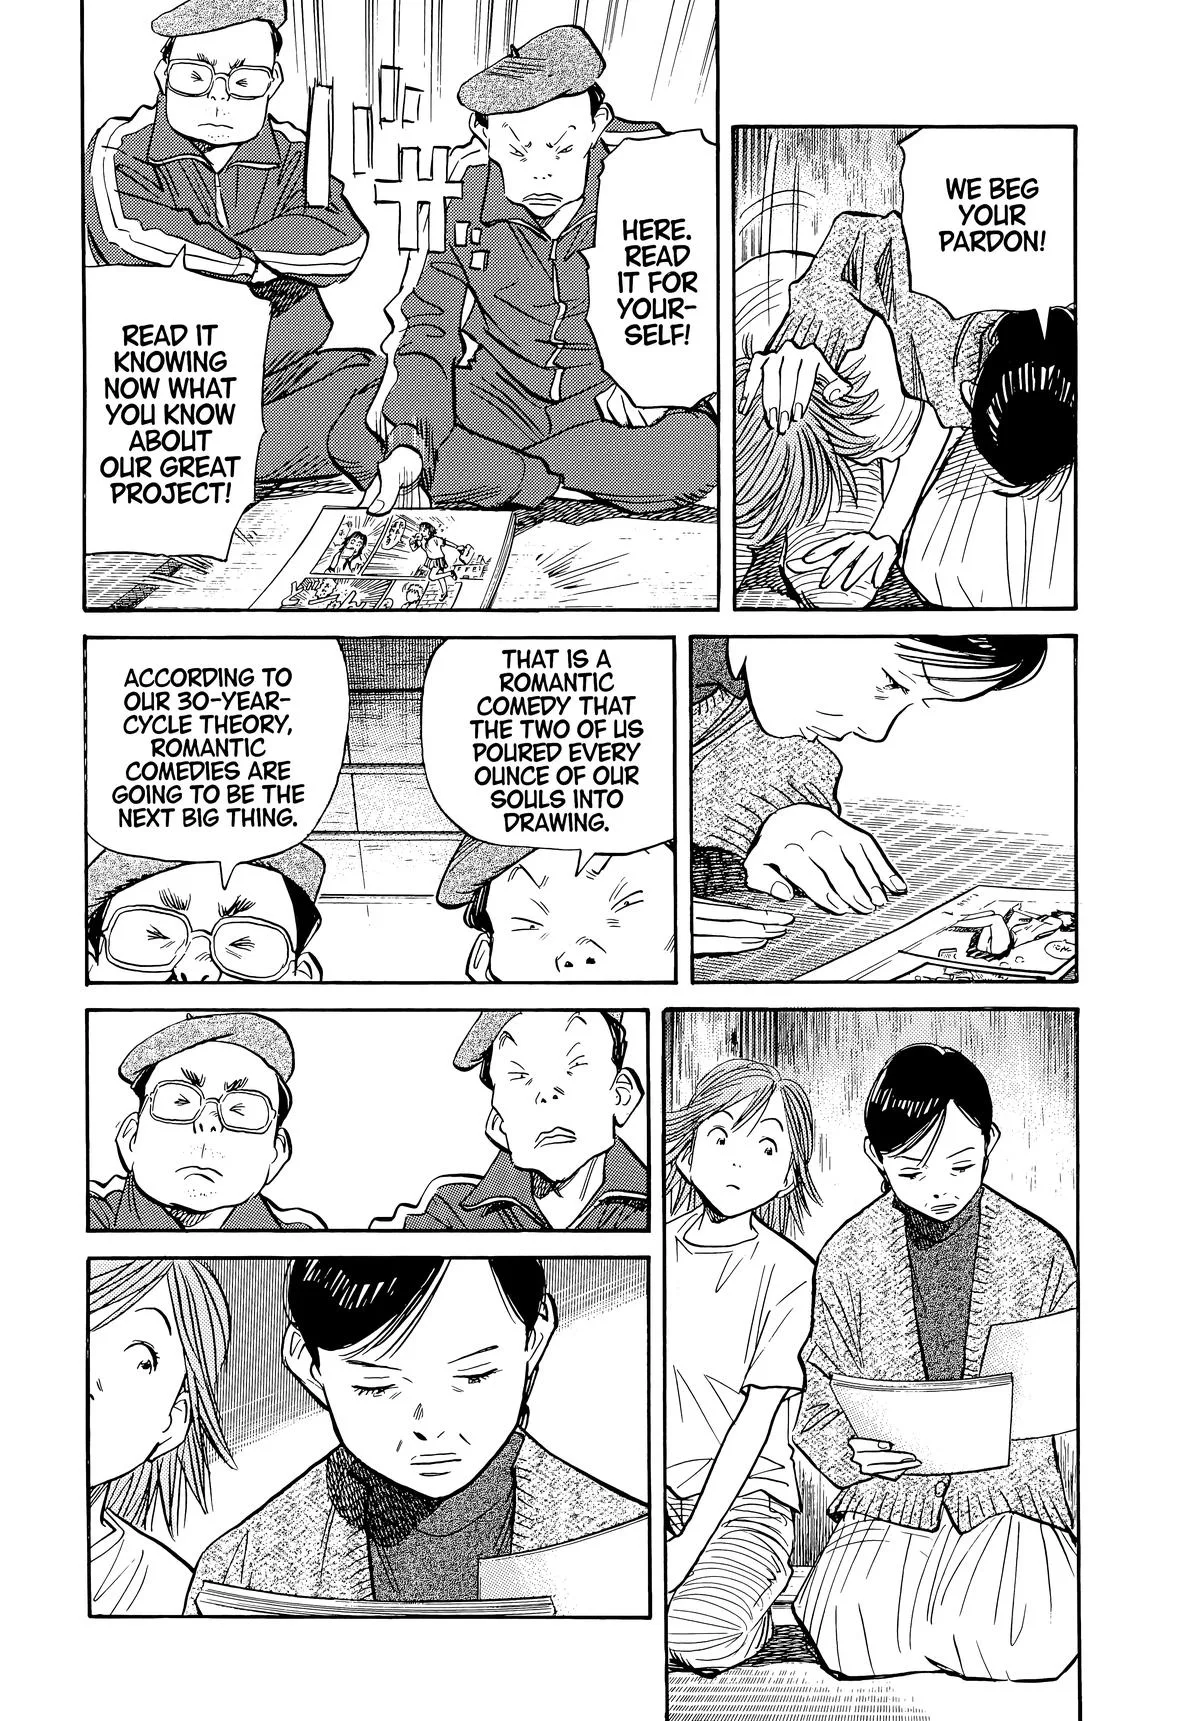 WE BEG
YOUR
PARDON!
HERE.
READ
IT FOR
YOUR-
SELF!
READ IT
KNOWING
NOW WHAT
YOU KNOW
ABOUT
OUR GREAT
PROJECT!
THAT IS A
ROMANTIC
COMEDY THAT
THE TWO OF US
POURED EVERY
OUNCE OF OUR
SOULS INTO
DRAWING.
ACCORDING TO
OUR 30-YEAR-
CYCLE THEORY,
ROMANTIC
COMEDIES ARE
GOING TO BE THE
NEXT BIG THING.